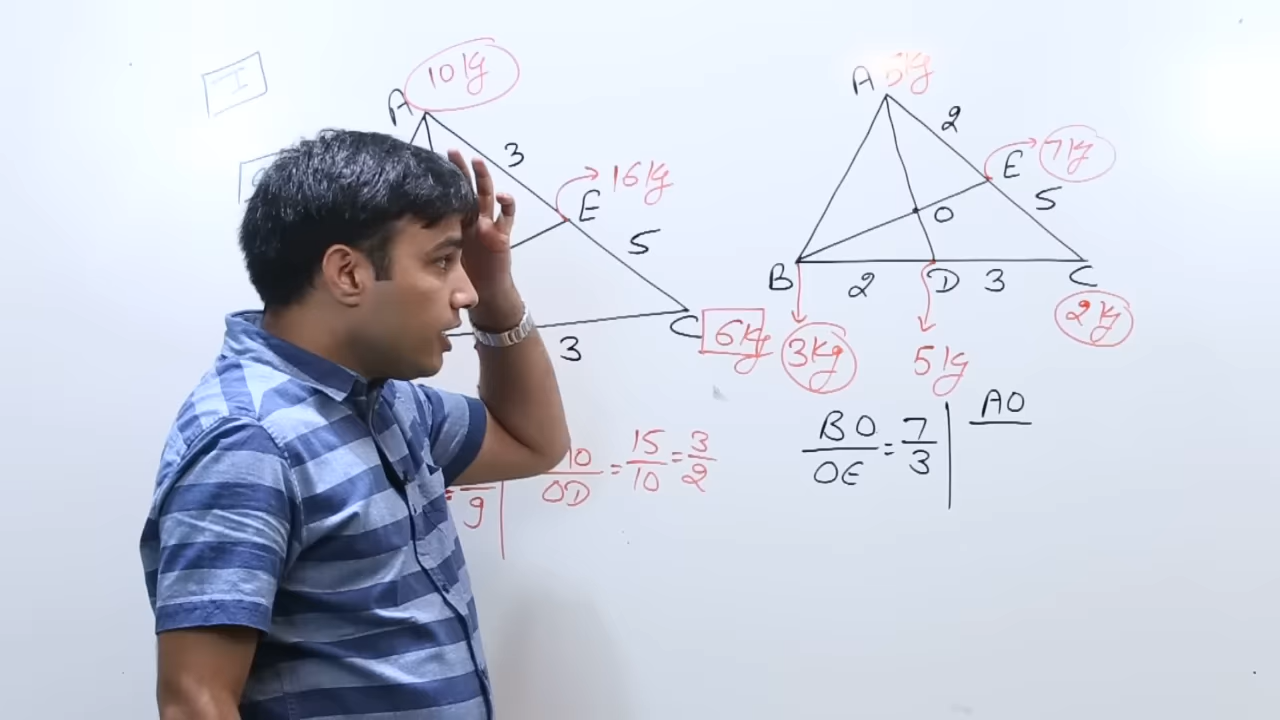 I
A 10kg
3
E 16kg
5
C 6kg
3
9
10/OD = 15/10 = 3/2
A 5kg
2
E 7kg
O
5
B 2 D 3 C
2kg
3kg
5kg
BO/OE = 7/3
AO